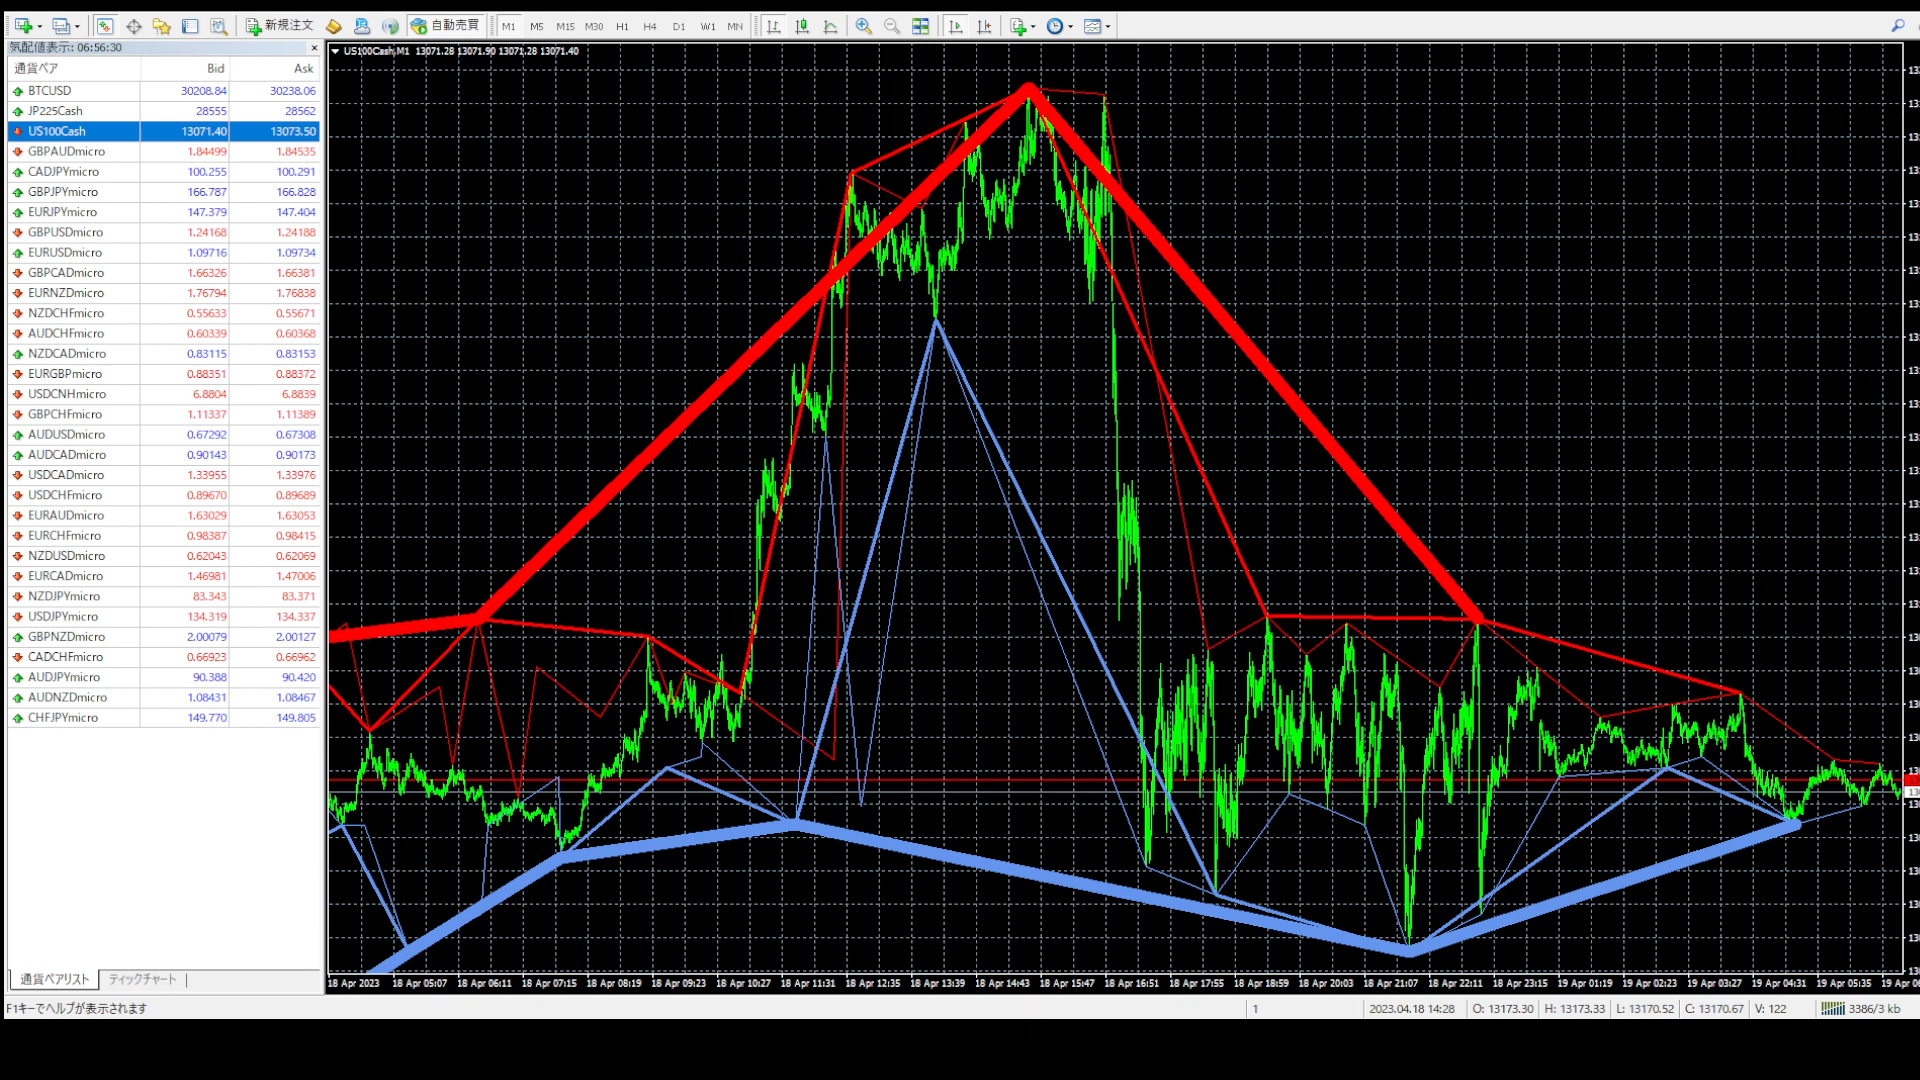 新規注文 自動売買 M1 M5 M15 M30 H1 H4 D1 W1 MN
気配値表示: 06:56:30
US100Cash,M1 13071.28 13071.90 13071.28 13071.40
通貨ペア Bid Ask
BTCUSD 30208.84 30238.06
JP225Cash 28555 28562
US100Cash 13071.40 13073.50
GBPAUDmicro 1.84499 1.84535
CADJPYmicro 100.255 100.291
GBPJPYmicro 166.787 166.828
EURJPYmicro 147.379 147.404
GBPUSDmicro 1.24168 1.24188
EURUSDmicro 1.09716 1.09734
GBPCADmicro 1.66326 1.66381
EURNZDmicro 1.76794 1.76838
NZDCHFmicro 0.55633 0.55671
AUDCHFmicro 0.60339 0.60368
NZDCADmicro 0.83115 0.83153
EURGBPmicro 0.88351 0.88372
USDCNHmicro 6.8804 6.8839
GBPCHFmicro 1.11337 1.11389
AUDUSDmicro 0.67292 0.67308
AUDCADmicro 0.90143 0.90173
USDCADmicro 1.33955 1.33976
USDCHFmicro 0.89670 0.89689
EURAUDmicro 1.63029 1.63053
EURCHFmicro 0.98387 0.98415
NZDUSDmicro 0.62043 0.62069
EURCADmicro 1.46981 1.47006
NZDJPYmicro 83.343 83.371
USDJPYmicro 134.319 134.337
GBPNZDmicro 2.00079 2.00127
CADCHFmicro 0.66923 0.66962
AUDJPYmicro 90.388 90.420
AUDNZDmicro 1.08431 1.08467
CHFJPYmicro 149.770 149.805
通貨ペアリスト ティックチャート
18 Apr 2023 18 Apr 05:07 18 Apr 06:11 18 Apr 07:15 18 Apr 08:19 18 Apr 09:23 18 Apr 10:27 18 Apr 11:31 18 Apr 12:35 18 Apr 13:39 18 Apr 14:43 18 Apr 15:47 18 Apr 16:51 18 Apr 17:55 18 Apr 18:59 18 Apr 20:03 18 Apr 21:07 18 Apr 22:11 18 Apr 23:15 19 Apr 01:19 19 Apr 02:23 19 Apr 03:27 19 Apr 04:31 19 Apr 05:35 19 Apr
F1キーでヘルプが表示されます 1 2023.04.18 14:28 O: 13173.30 H: 13173.33 L: 13170.52 C: 13170.67 V: 122 3386/3 kb